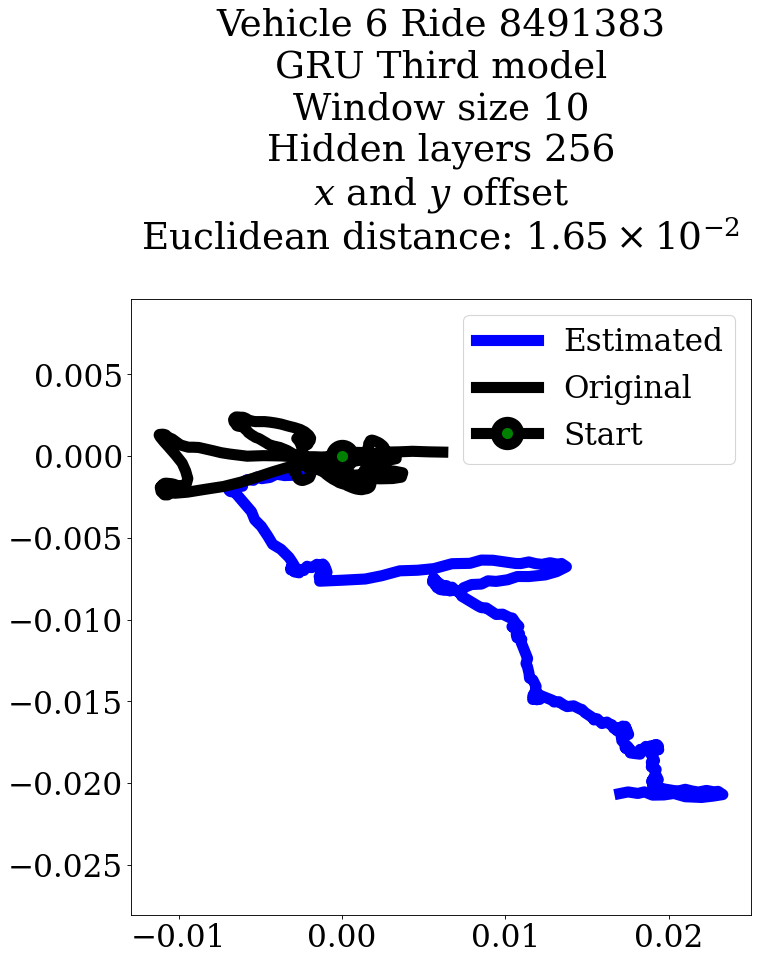 Vehicle 6 Ride 8491383
GRU Third model
Window size 10
Hidden layers 256
x and y offset
Euclidean distance: 1.65 × 10⁻²
Estimated
Original
Start
0.005
0.000
−0.005
−0.010
−0.015
−0.020
−0.025
−0.01 0.00 0.01 0.02